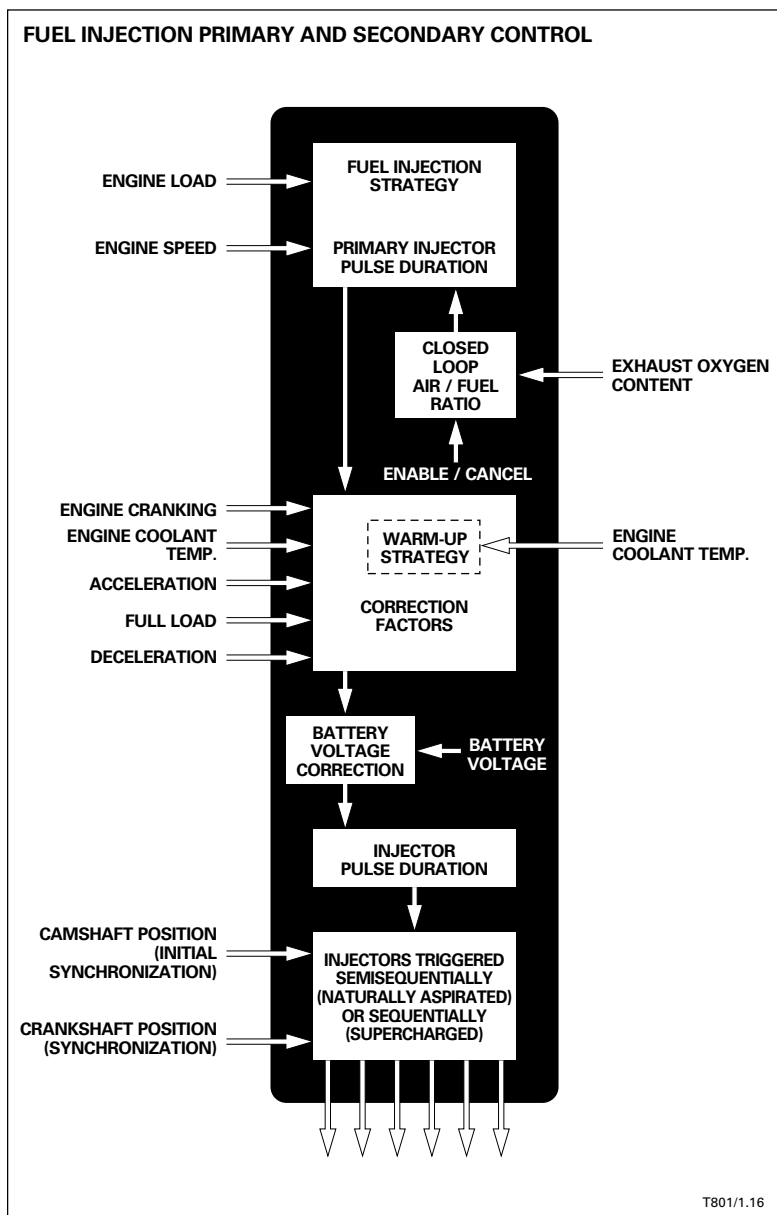 FUEL INJECTION PRIMARY AND SECONDARY CONTROL
ENGINE LOAD
FUEL INJECTION
STRATEGY
ENGINE SPEED
PRIMARY INJECTOR
PULSE DURATION
CLOSED
LOOP
AIR / FUEL
RATIO
EXHAUST OXYGEN
CONTENT
ENABLE / CANCEL
ENGINE CRANKING
ENGINE COOLANT
TEMP.
ACCELERATION
FULL LOAD
DECELERATION
WARM-UP
STRATEGY
ENGINE
COOLANT TEMP.
CORRECTION
FACTORS
BATTERY
VOLTAGE
CORRECTION
BATTERY
VOLTAGE
INJECTOR
PULSE DURATION
CAMSHAFT POSITION
(INITIAL
SYNCHRONIZATION)
CRANKSHAFT POSITION
(SYNCHRONIZATION)
INJECTORS TRIGGERED
SEMISEQUENTIALLY
(NATURALLY ASPIRATED)
OR SEQUENTIALLY
(SUPERCHARGED)
T801/1.16